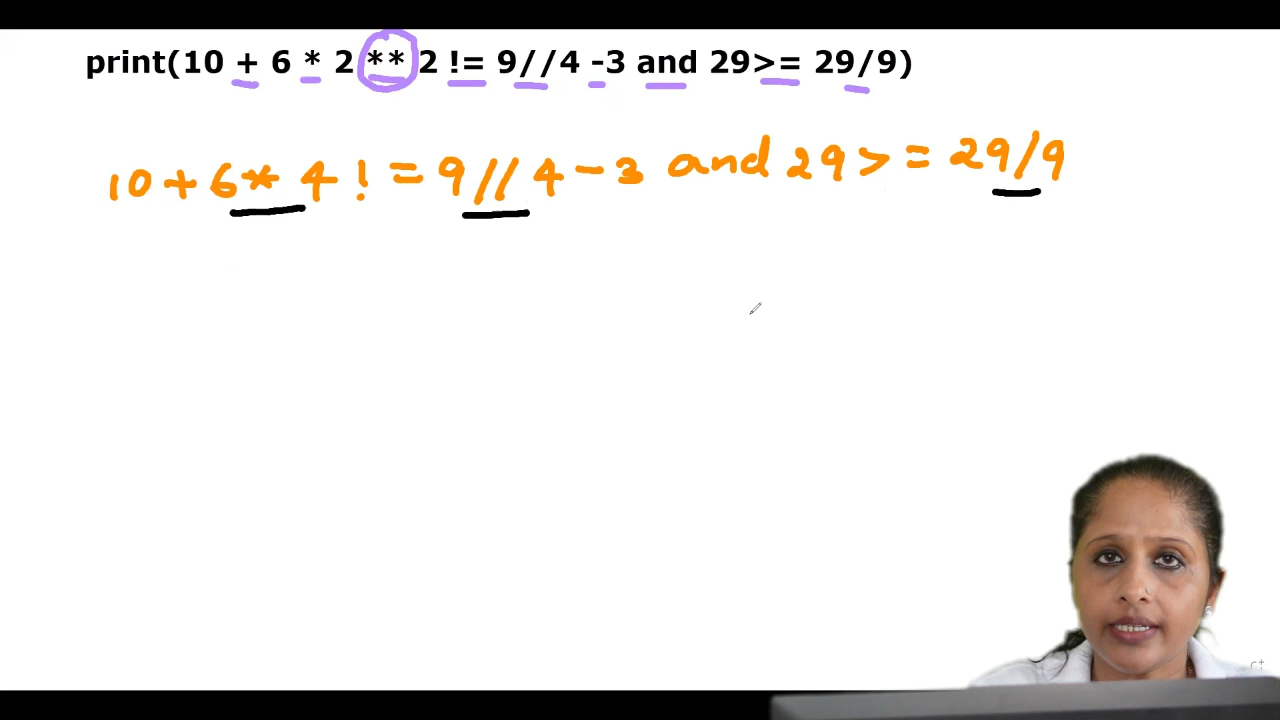 print(10 + 6 * 2 ** 2 != 9//4 -3 and 29>= 29/9)
10 + 6 * 4 ! = 9 // 4 - 3 and 29 > = 29 / 9